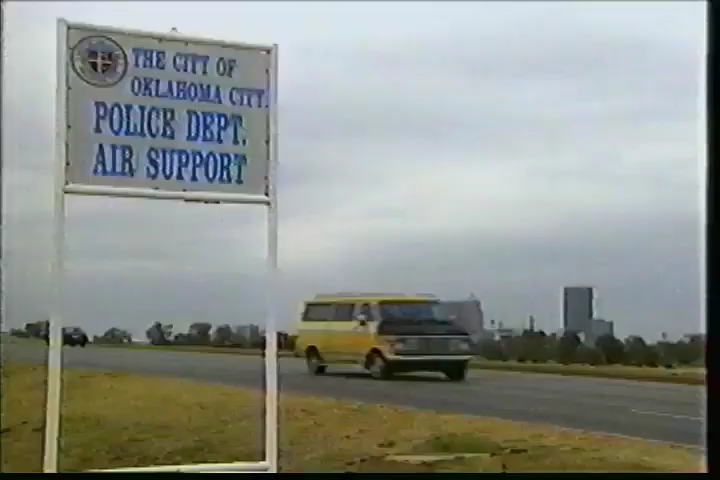 THE CITY OF
OKLAHOMA CITY.
POLICE DEPT.
AIR SUPPORT